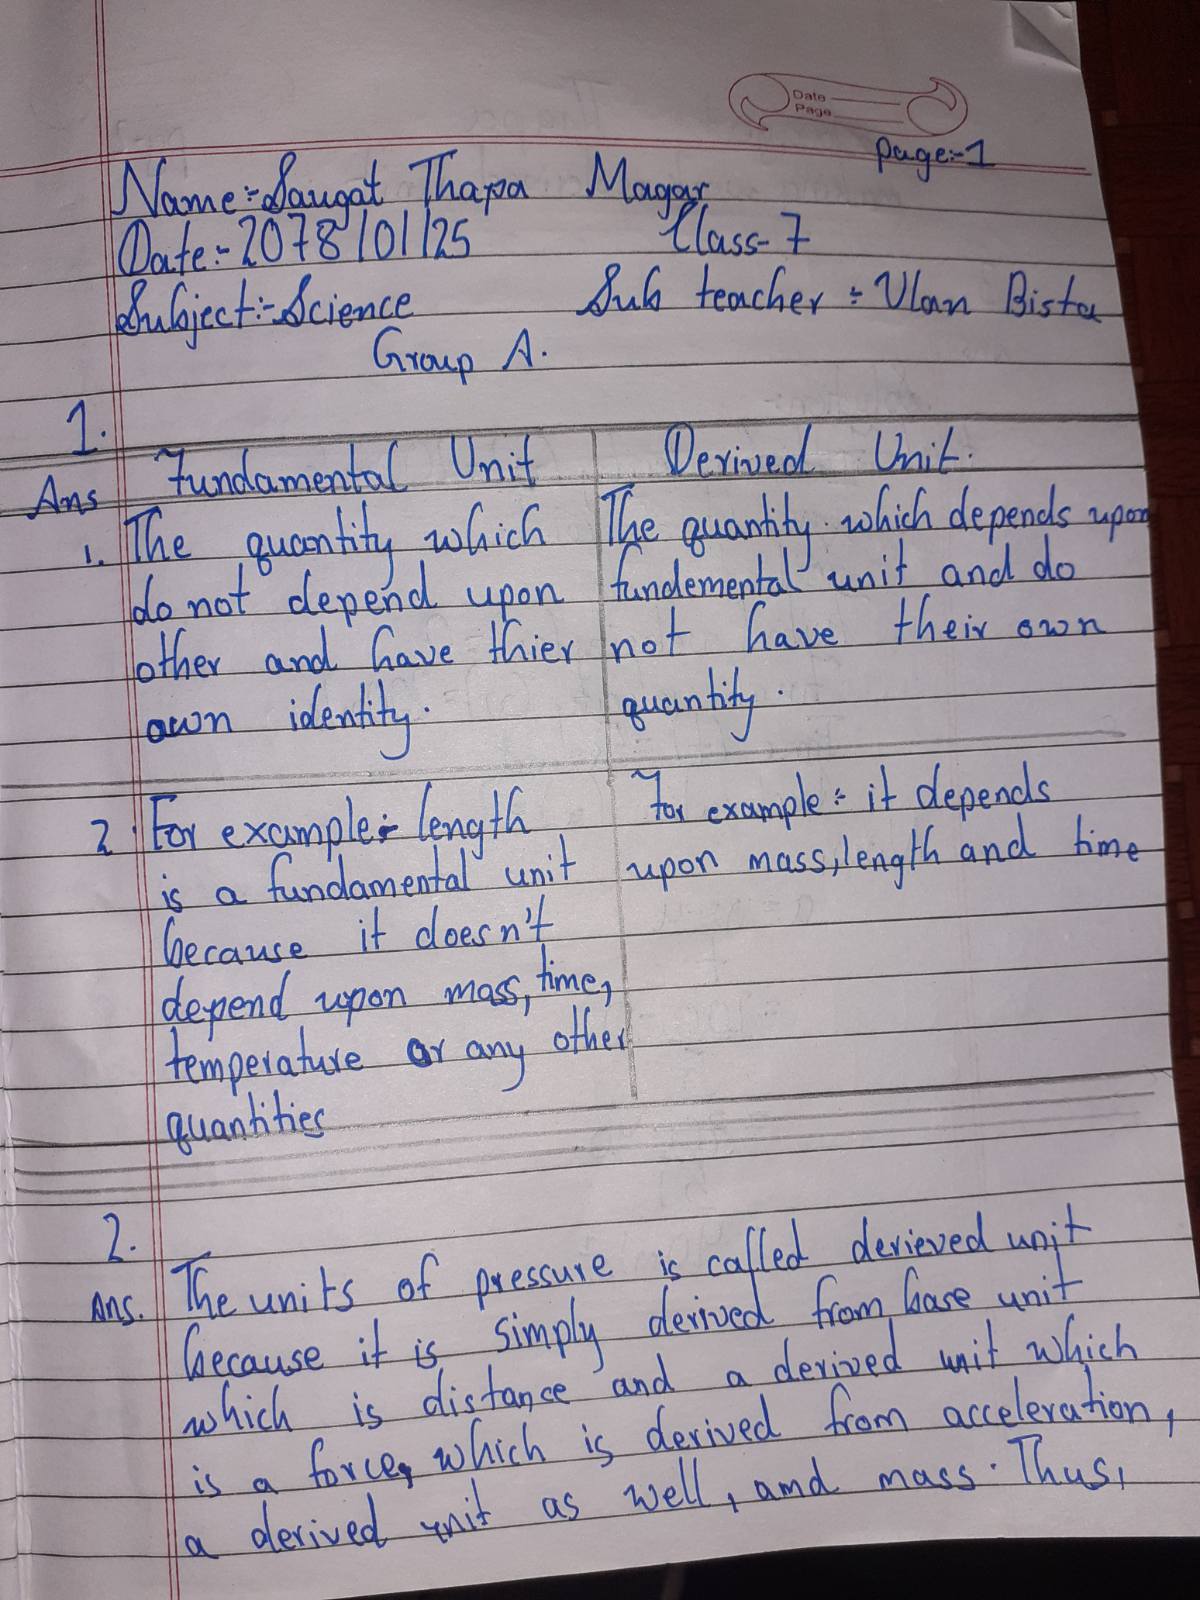 Date
Page
page:-1
Name:-Saugat Thapa Magar
Date:-2078/01/25 Class-7
Subject:-Science Sub teacher:- Ulan Bista
Group A.
1.
Ans Fundamental Unit Derived Unit.
1. The quantity which The quantity which depends upon
do not depend upon fundemental unit and do
other and have thier not have their own
own identity. quantity.
2. For example:- length For example:- it depends
is a fundamental unit upon mass, length and time
because it doesn't
depend upon mass, time,
temperature or any other
quantities
2.
Ans. The units of pressure is called derieved unit
because it is simply derived from base unit
which is distance and a derived unit which
is a force, which is derived from acceleration,
a derived unit as well, and mass. Thus,